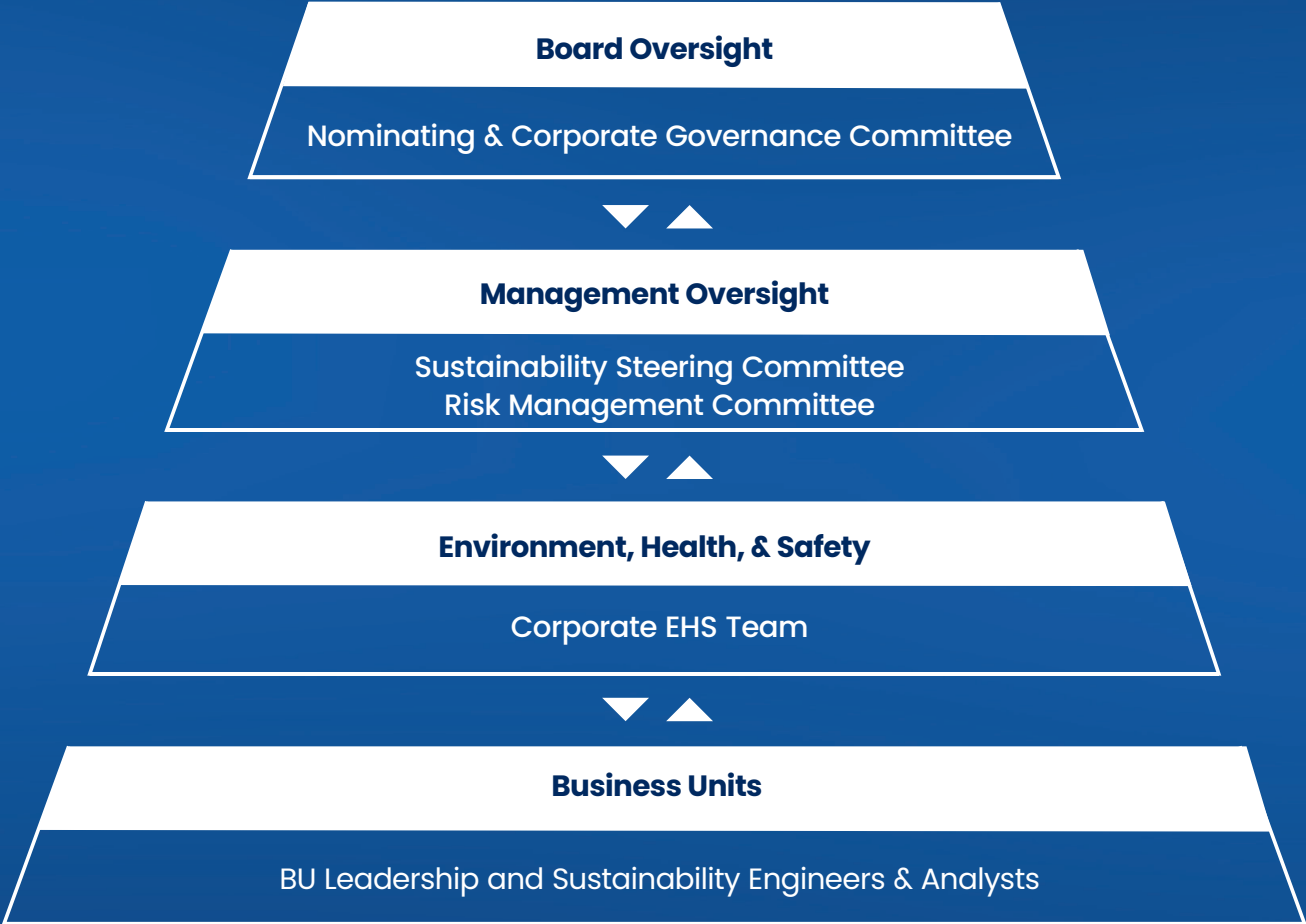 Board Oversight
Nominating & Corporate Governance Committee
Management Oversight
Sustainability Steering Committee
Risk Management Committee
Environment, Health, & Safety
Corporate EHS Team
Business Units
BU Leadership and Sustainability Engineers & Analysts